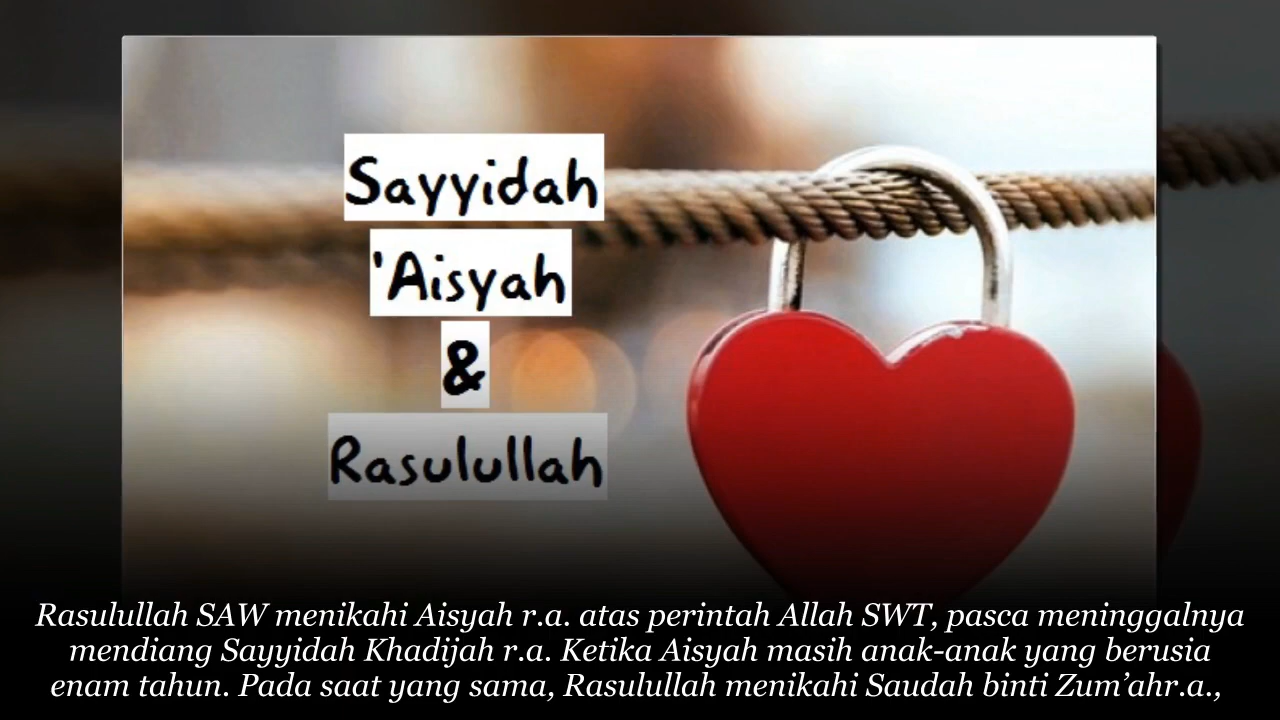 Sayyidah
'Aisyah
&
Rasulullah
Rasulullah SAW menikahi Aisyah r.a. atas perintah Allah SWT, pasca meninggalnya
mendiang Sayyidah Khadijah r.a. Ketika Aisyah masih anak-anak yang berusia
enam tahun. Pada saat yang sama, Rasulullah menikahi Saudah binti Zum’ahr.a.,